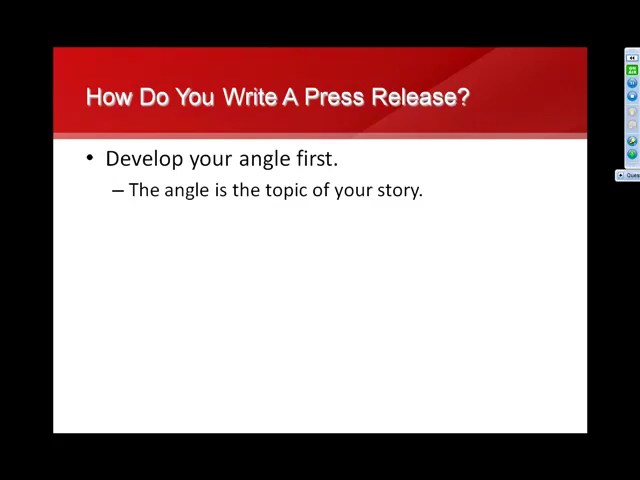 How Do You Write A Press Release?
• Develop your angle first.
– The angle is the topic of your story.